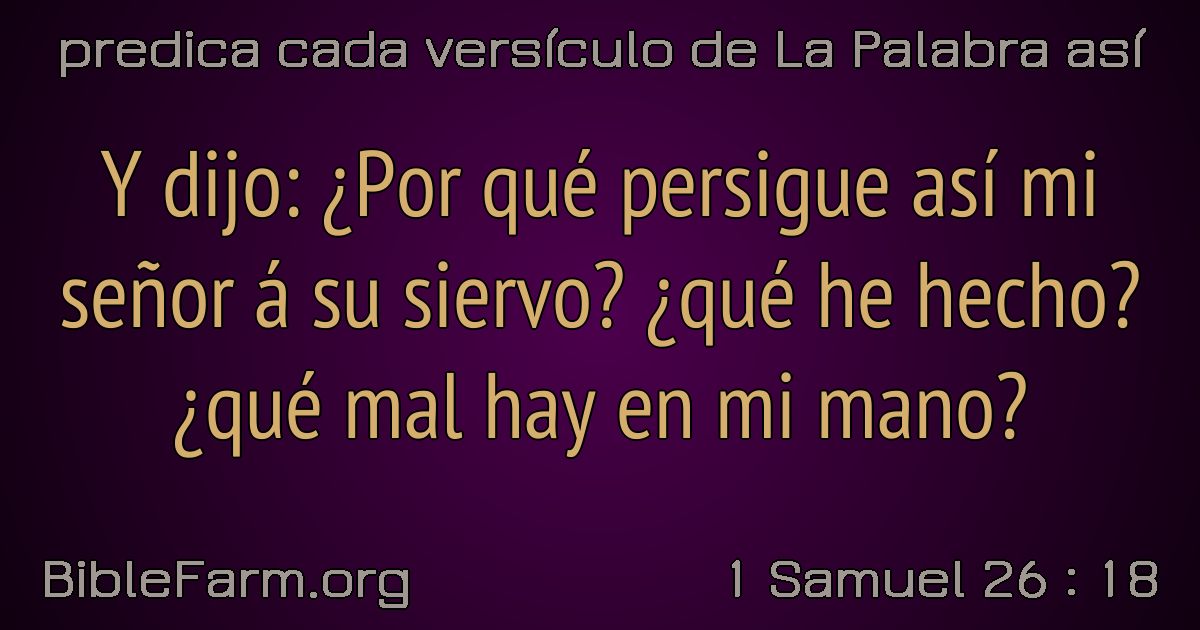 predica cada versículo de La Palabra así
Y dijo: ¿Por qué persigue así mi
señor á su siervo? ¿qué he hecho?
¿qué mal hay en mi mano?
BibleFarm.org
1 Samuel 26 : 18